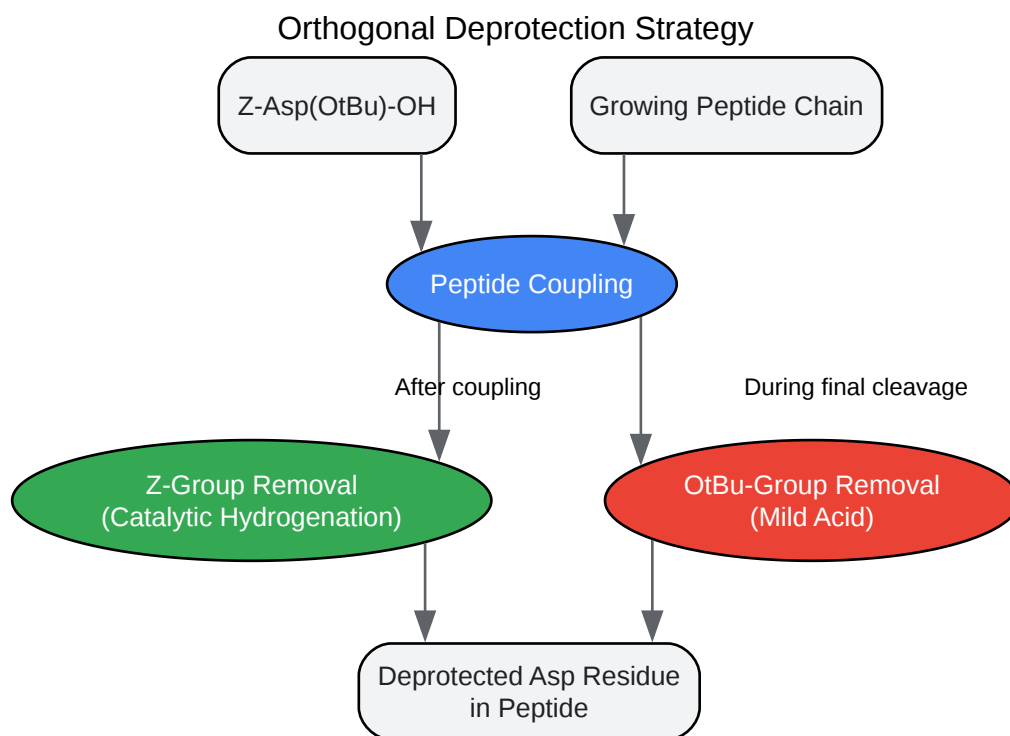 Orthogonal Deprotection Strategy
Z-Asp(OtBu)-OH
Growing Peptide Chain
Peptide Coupling
After coupling
During final cleavage
Z-Group Removal
(Catalytic Hydrogenation)
OtBu-Group Removal
(Mild Acid)
Deprotected Asp Residue
in Peptide